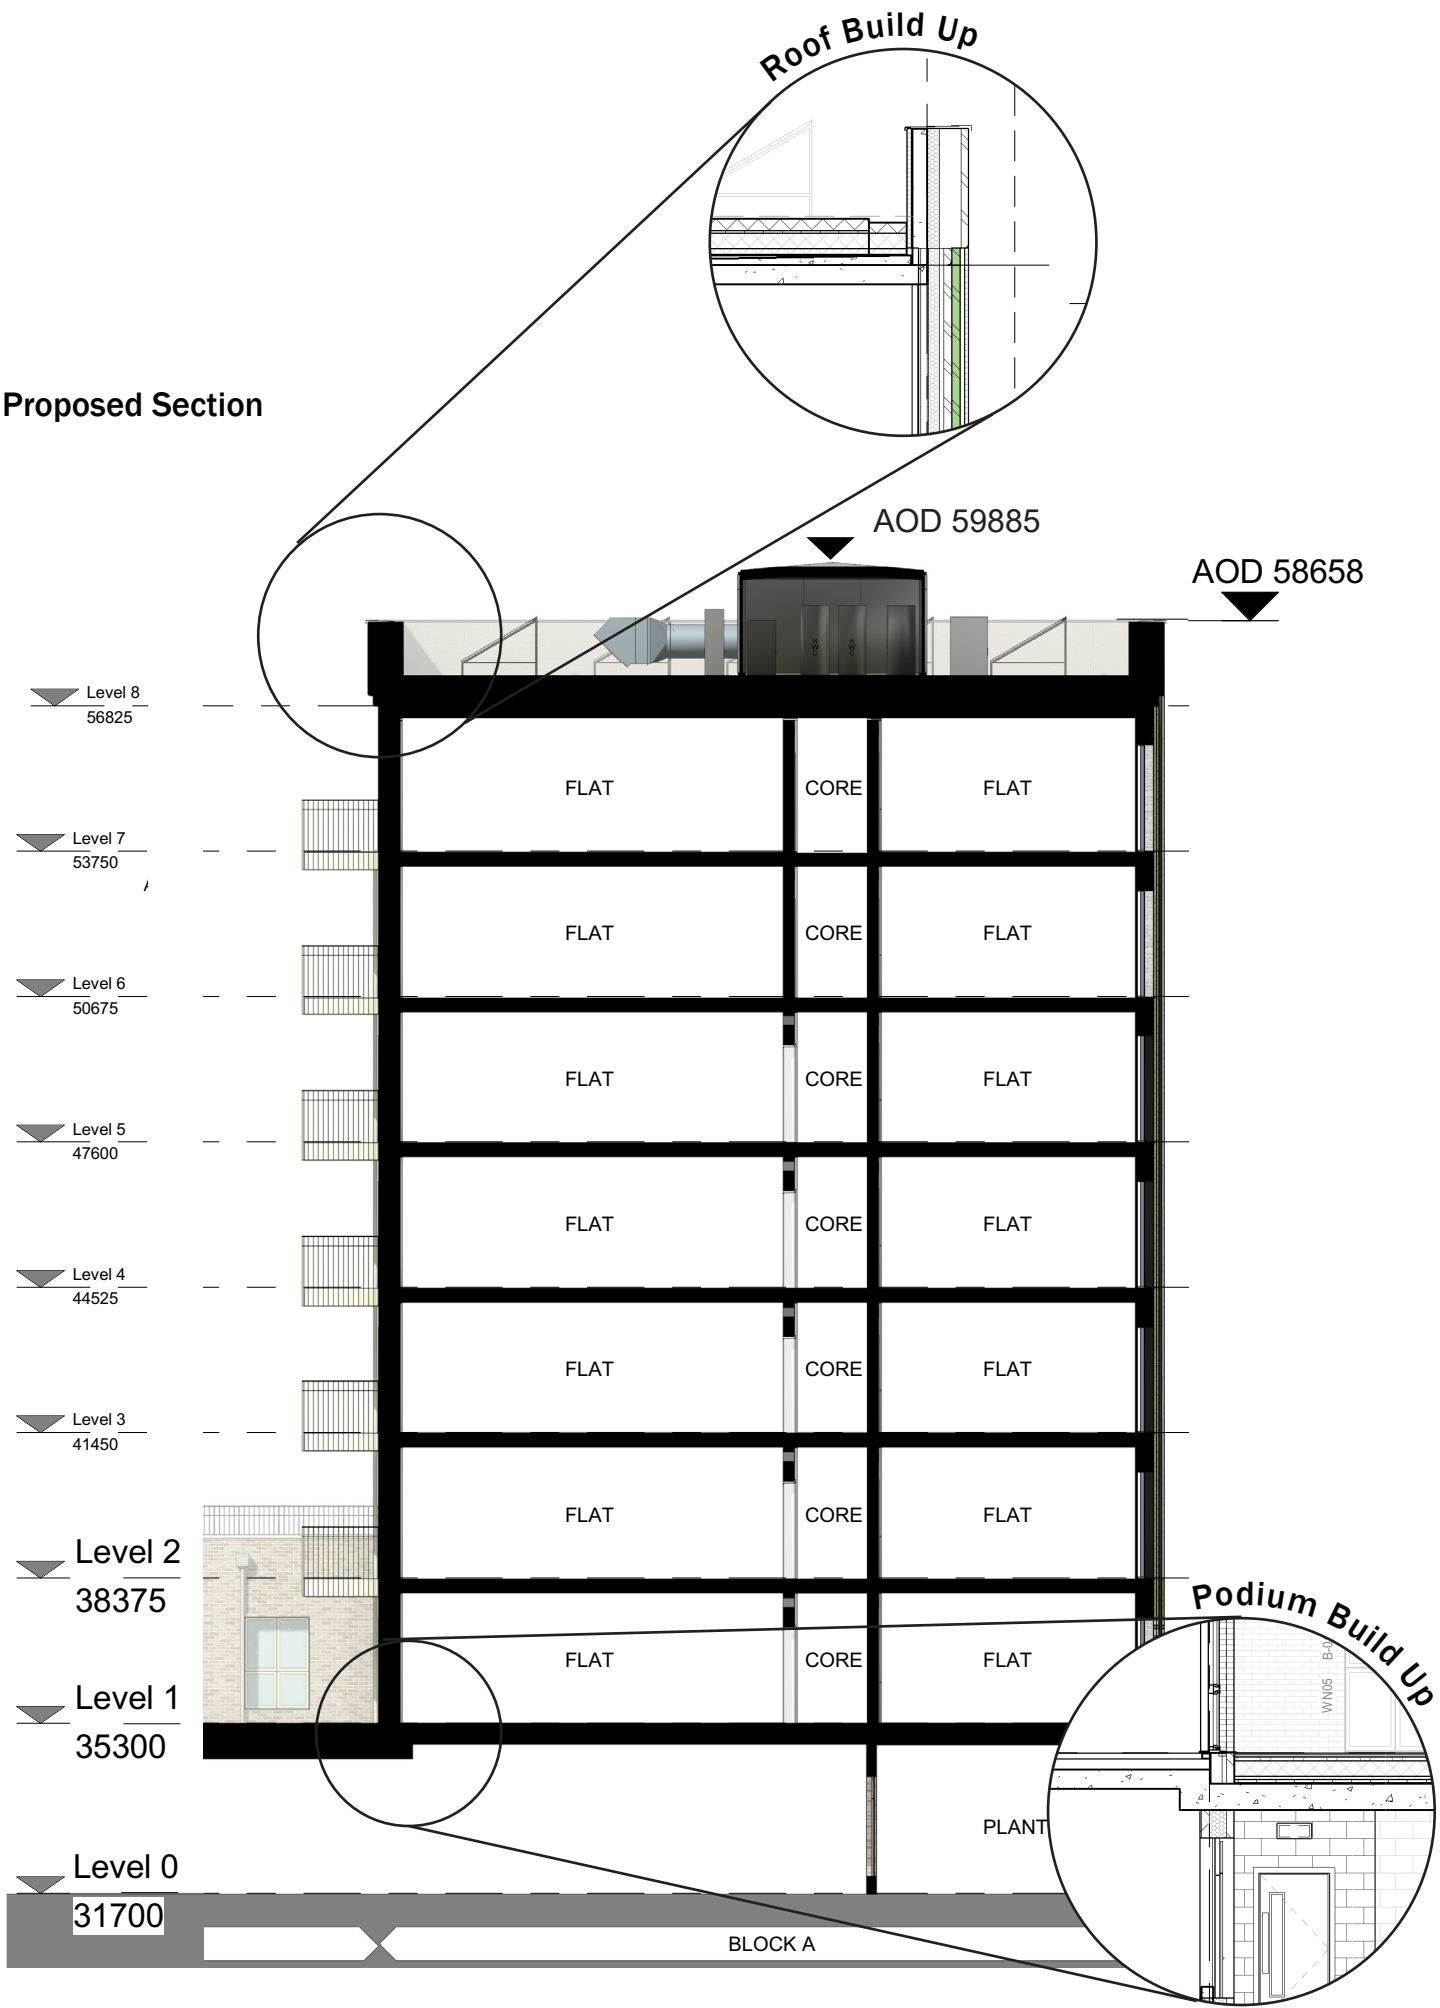 Roof Build Up
Proposed Section
AOD 59885
AOD 58658
Level 8
56825
FLAT CORE FLAT
Level 7
53750
FLAT CORE FLAT
Level 6
50675
FLAT CORE FLAT
Level 5
47600
FLAT CORE FLAT
Level 4
44525
FLAT CORE FLAT
Level 3
41450
FLAT CORE FLAT
Level 2
38375
Podium Build Up
FLAT CORE FLAT
WN05 B-0
Level 1
35300
PLANT
Level 0
31700
BLOCK A